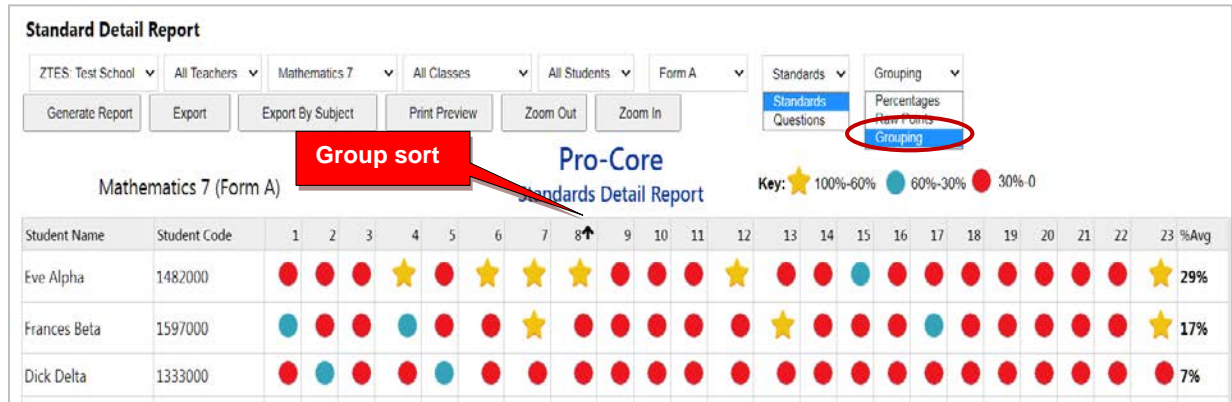 Standard Detail Report
ZTES: Test School All Teachers Mathematics 7 All Classes All Students Form A Standards Grouping
Generate Report Export Export By Subject Print Preview Zoom Out Zoom In Standards Percentages
Questions Raw Points
Grouping
Group sort
Pro-Core
Mathematics 7 (Form A) Standards Detail Report Key: 100%-60% 60%-30% 30%-0
Student Name Student Code 1 2 3 4 5 6 7 8 9 10 11 12 13 14 15 16 17 18 19 20 21 22 23 %Avg
Eve Alpha 1482000 29%
Frances Beta 1597000 17%
Dick Delta 1333000 7%